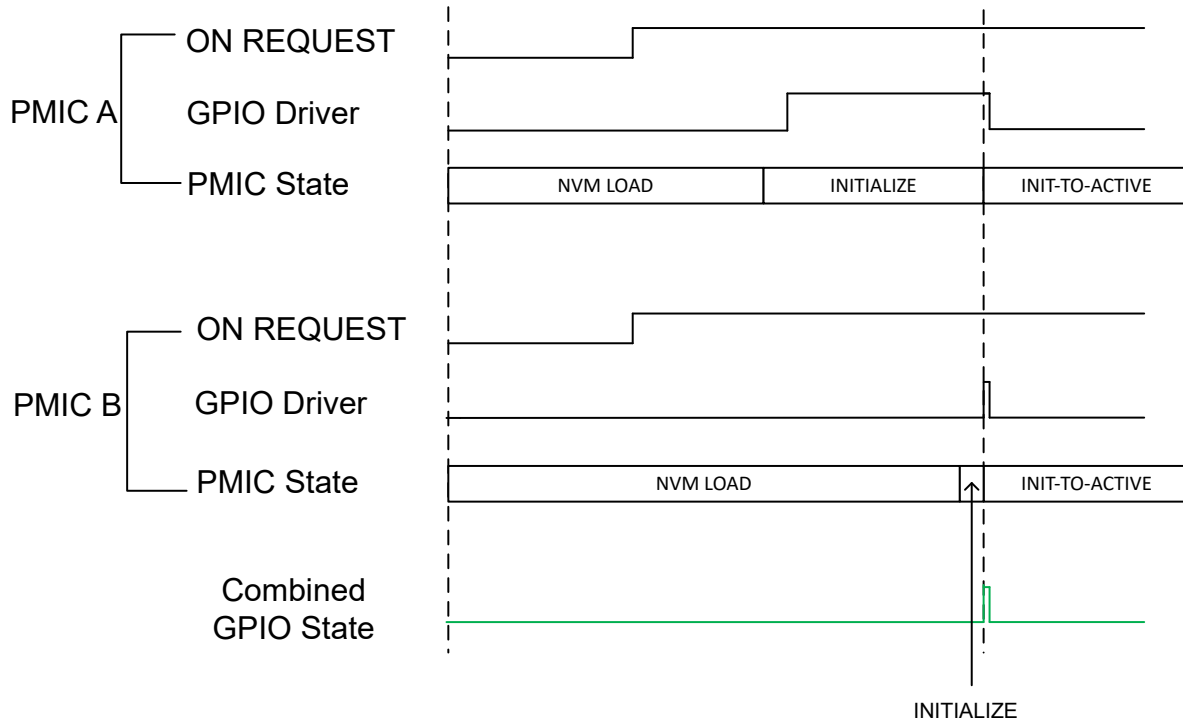 ON REQUEST
PMIC A
GPIO Driver
PMIC State
NVM LOAD
INITIALIZE
INIT-TO-ACTIVE
ON REQUEST
PMIC B
GPIO Driver
PMIC State
NVM LOAD
INIT-TO-ACTIVE
Combined
GPIO State
INITIALIZE